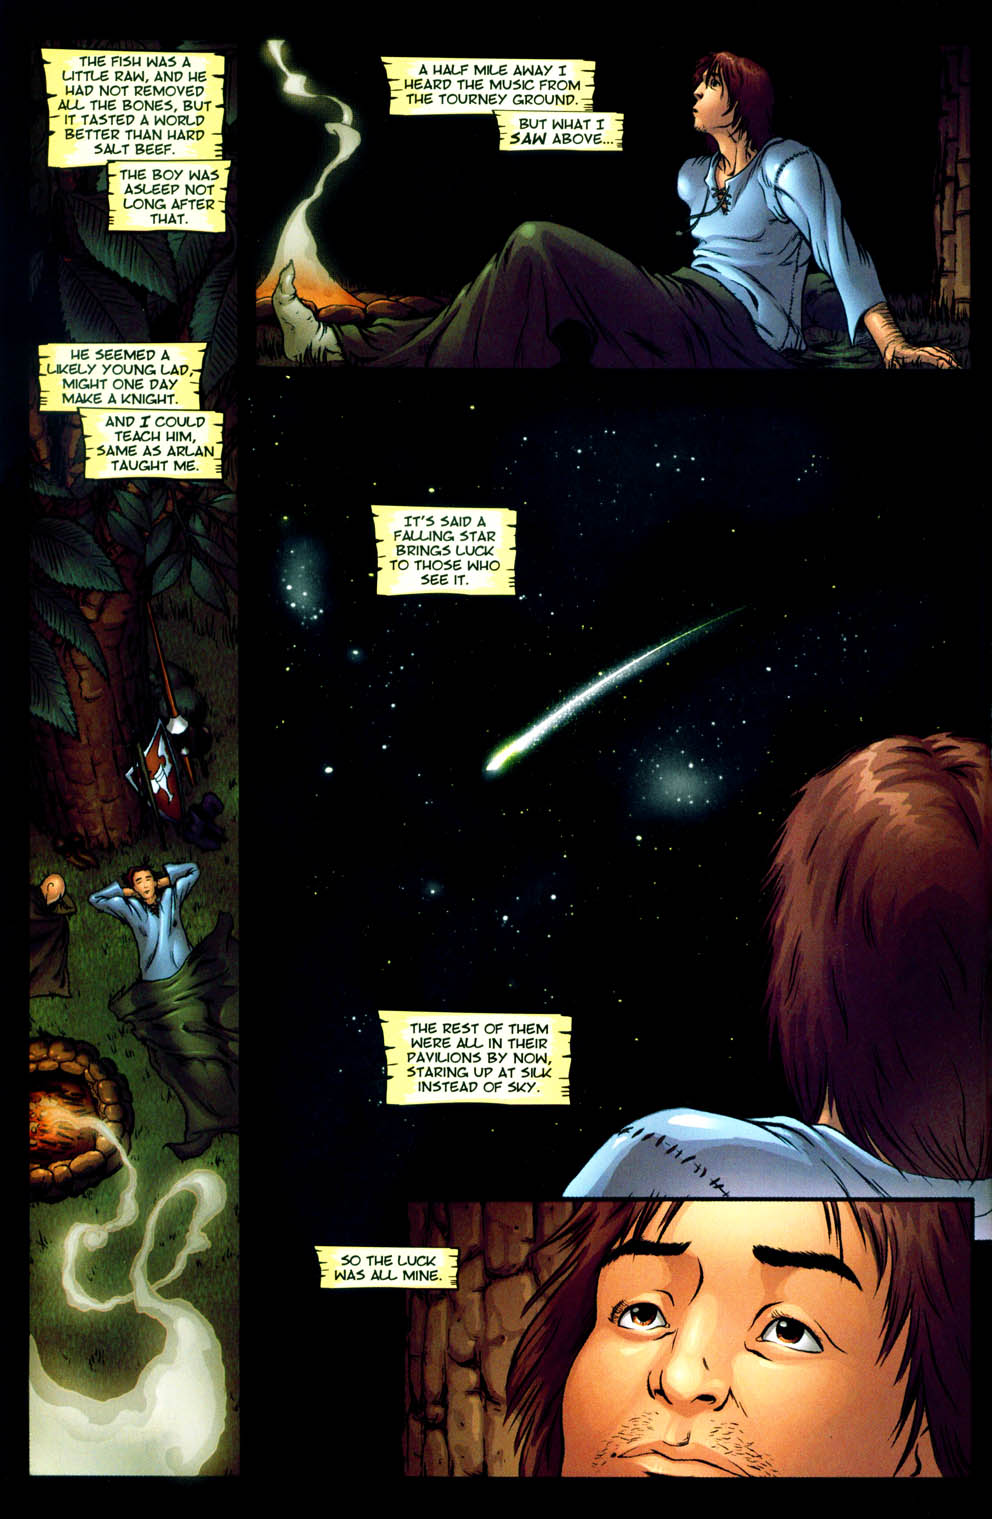 THE FISH WAS A
LITTLE RAW, AND HE
HAD NOT REMOVED
ALL THE BONES, BUT
IT TASTED A WORLD
BETTER THAN HARD
SALT BEEF.
THE BOY WAS
ASLEEP NOT
LONG AFTER
THAT.
HE SEEMED A
LIKELY YOUNG LAD,
MIGHT ONE DAY
MAKE A KNIGHT.
AND I COULD
TEACH HIM,
SAME AS ARLAN
TAUGHT ME.
A HALF MILE AWAY I
HEARD THE MUSIC FROM
THE TOURNEY GROUND.
BUT WHAT I
SAW ABOVE...
IT'S SAID A
FALLING STAR
BRINGS LUCK
TO THOSE WHO
SEE IT.
THE REST OF THEM
WERE ALL IN THEIR
PAVILIONS BY NOW,
STARING UP AT SILK
INSTEAD OF SKY.
SO THE LUCK
WAS ALL MINE.